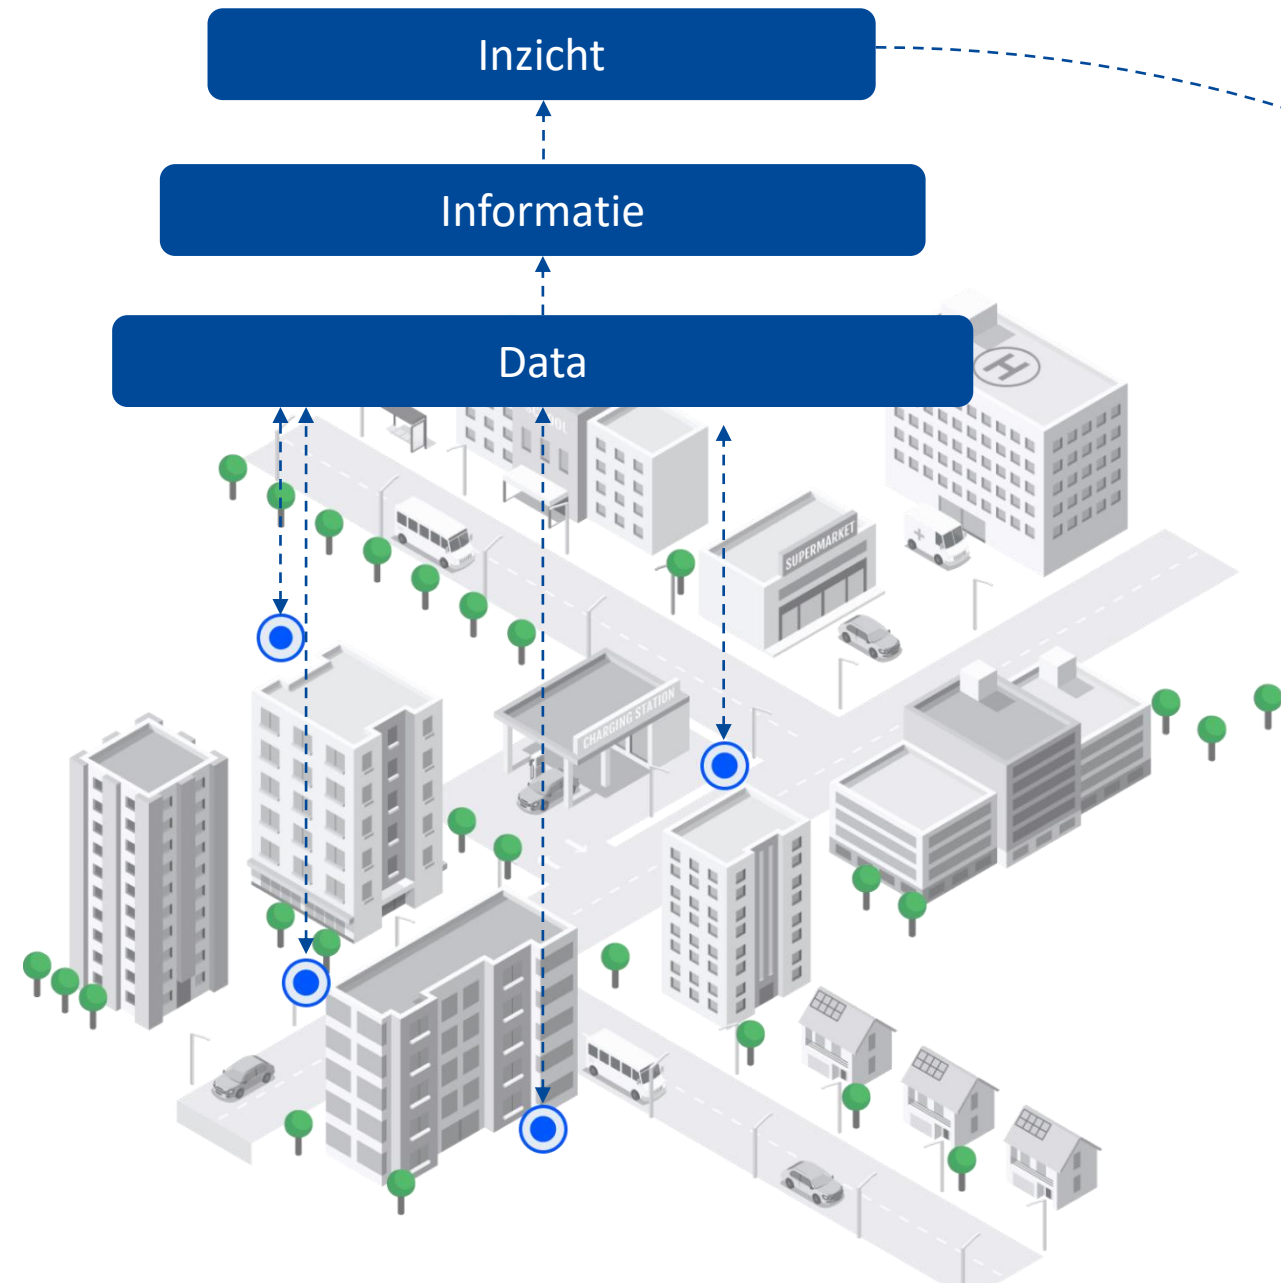 Inzicht
Informatie
Data
H
SUPERMARKET
CHARGING STATION